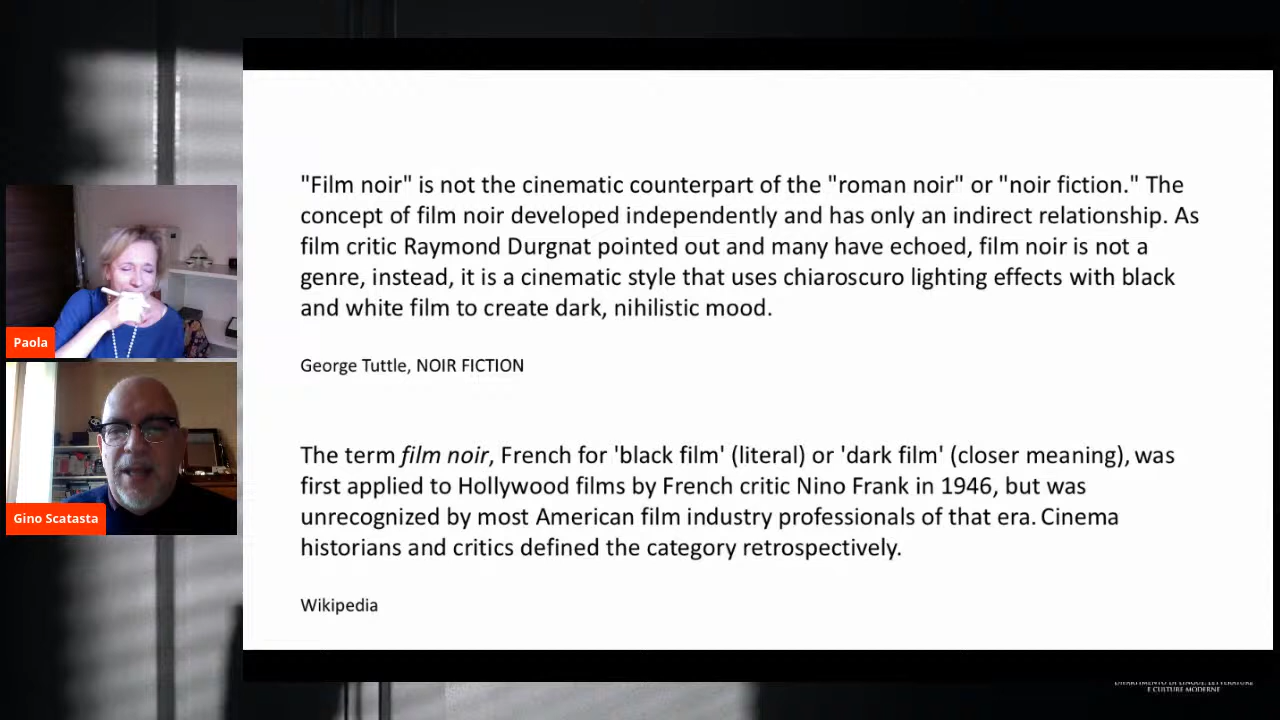 "Film noir" is not the cinematic counterpart of the "roman noir" or "noir fiction." The
concept of film noir developed independently and has only an indirect relationship. As
film critic Raymond Durgnat pointed out and many have echoed, film noir is not a
genre, instead, it is a cinematic style that uses chiaroscuro lighting effects with black
and white film to create dark, nihilistic mood.
George Tuttle, NOIR FICTION
The term film noir, French for 'black film' (literal) or 'dark film' (closer meaning), was
first applied to Hollywood films by French critic Nino Frank in 1946, but was
unrecognized by most American film industry professionals of that era. Cinema
historians and critics defined the category retrospectively.
Wikipedia
Paola
Gino Scatasta
DIPARTIMENTO DI LINGUE, LETTERATURE
E CULTURE MODERNE